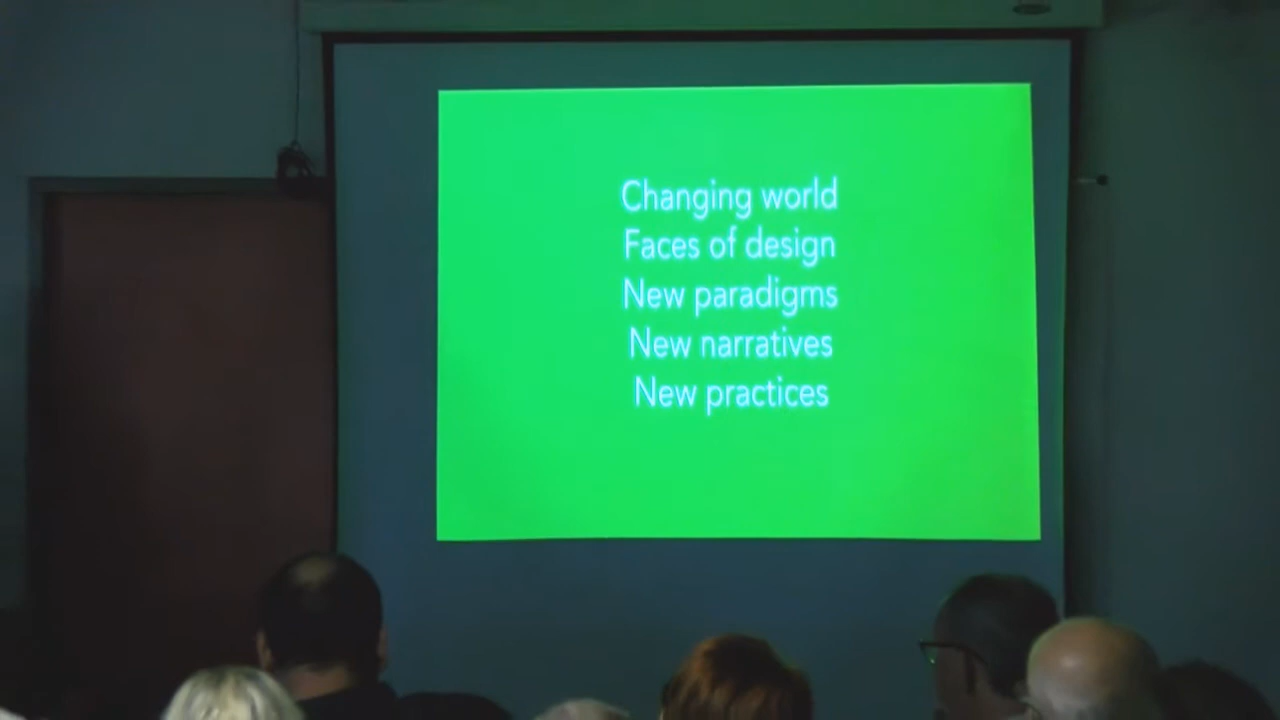 Changing world
Faces of design
New paradigms
New narratives
New practices